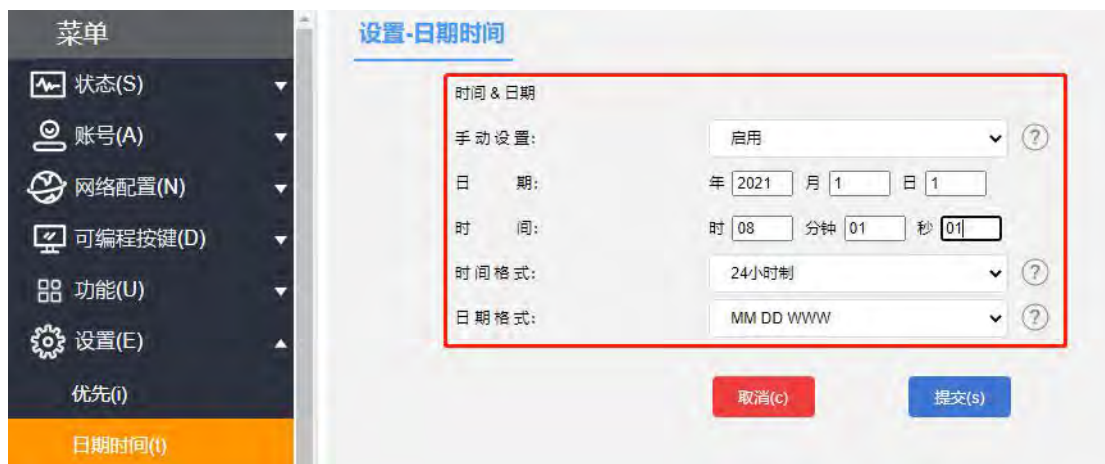 菜单
状态(S)
账号(A)
网络配置(N)
可编程按键(D)
功能(U)
设置(E)
优先(i)
日期时间(t)
设置-日期时间
时间 & 日期
手动设置: 启用 ?
日 期: 年 2021 月 1 日 1
时 间: 时 08 分钟 01 秒 01
时间格式: 24小时制 ?
日期格式: MM DD WWW ?
取消(c) 提交(s)